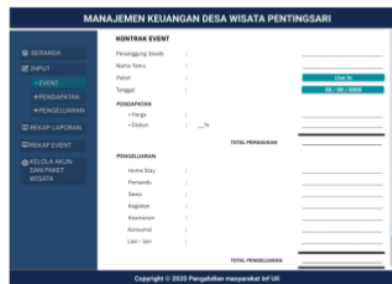 MANAJEMEN KEUANGAN DESA WISATA PENTINGSARI
BERANDA
INPUT
EVENT
PENDAPATAN
PENGELUARAN
REKAP LAPORAN
REKAP EVENT
KELOLA AKUN
DAN PAKET
WISATA
KONTRAK EVENT
Penanggung Jawab :
Nama Tamu :
Paket : Live In
Tanggal :
PENDAPATAN
• Harga :
• Diskon : __%
TOTAL PEMASUKAN
PENGELUARAN
Home Stay :
Pemandu :
Sewa :
Kegiatan :
Keamanan :
Konsumsi :
Lain - lain :
TOTAL PENGELUARAN
Copyright © 2020 Pengabdian masyarakat Inf UII